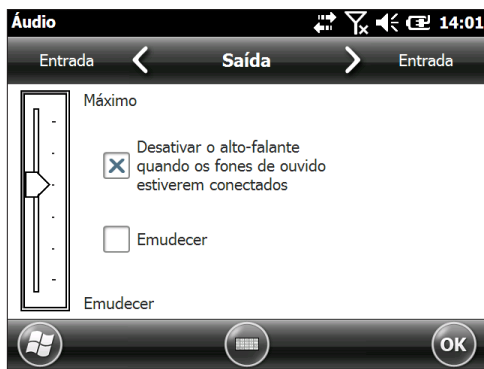 Áudio 14:01
Entrada Saída Entrada
Máximo
Desativar o alto-falante
quando os fones de ouvido
estiverem conectados
Emudecer
Emudecer
OK